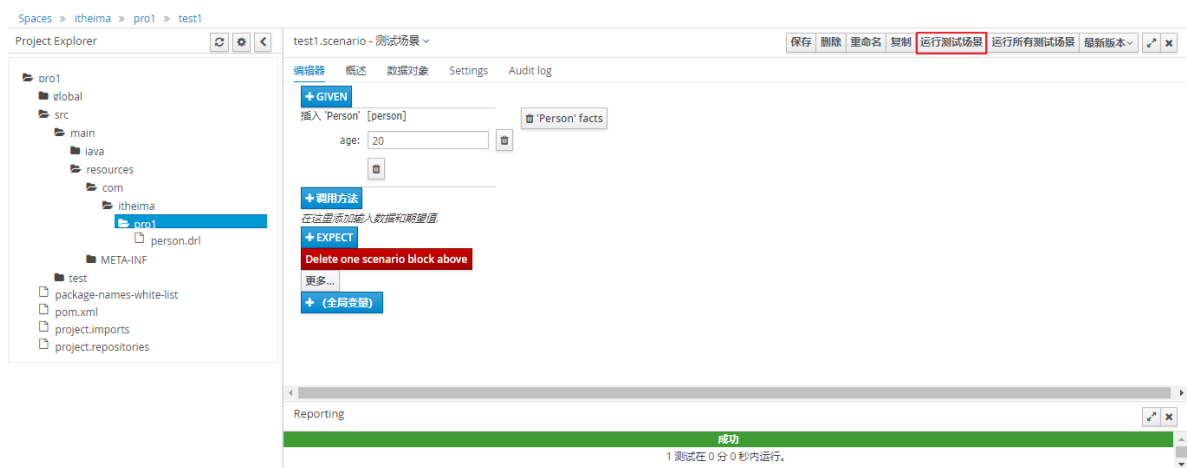 Spaces » itheima » pro1 » test1
Project Explorer
pro1
global
src
main
java
resources
com
itheima
pro1
person.drl
META-INF
test
package-names-white-list
pom.xml
project.imports
project.repositories
test1.scenario - 测试场景
保存 删除 重命名 复制 运行测试场景 运行所有测试场景 最新版本
编辑器 概述 数据对象 Settings Audit log
+ GIVEN
插入 'Person' [person]
'Person' facts
age: 20
+ 调用方法
在这里添加输入数据和期望值.
+ EXPECT
Delete one scenario block above
更多...
+ (全局变量)
Reporting
成功
1 测试在 0 分 0 秒内运行。